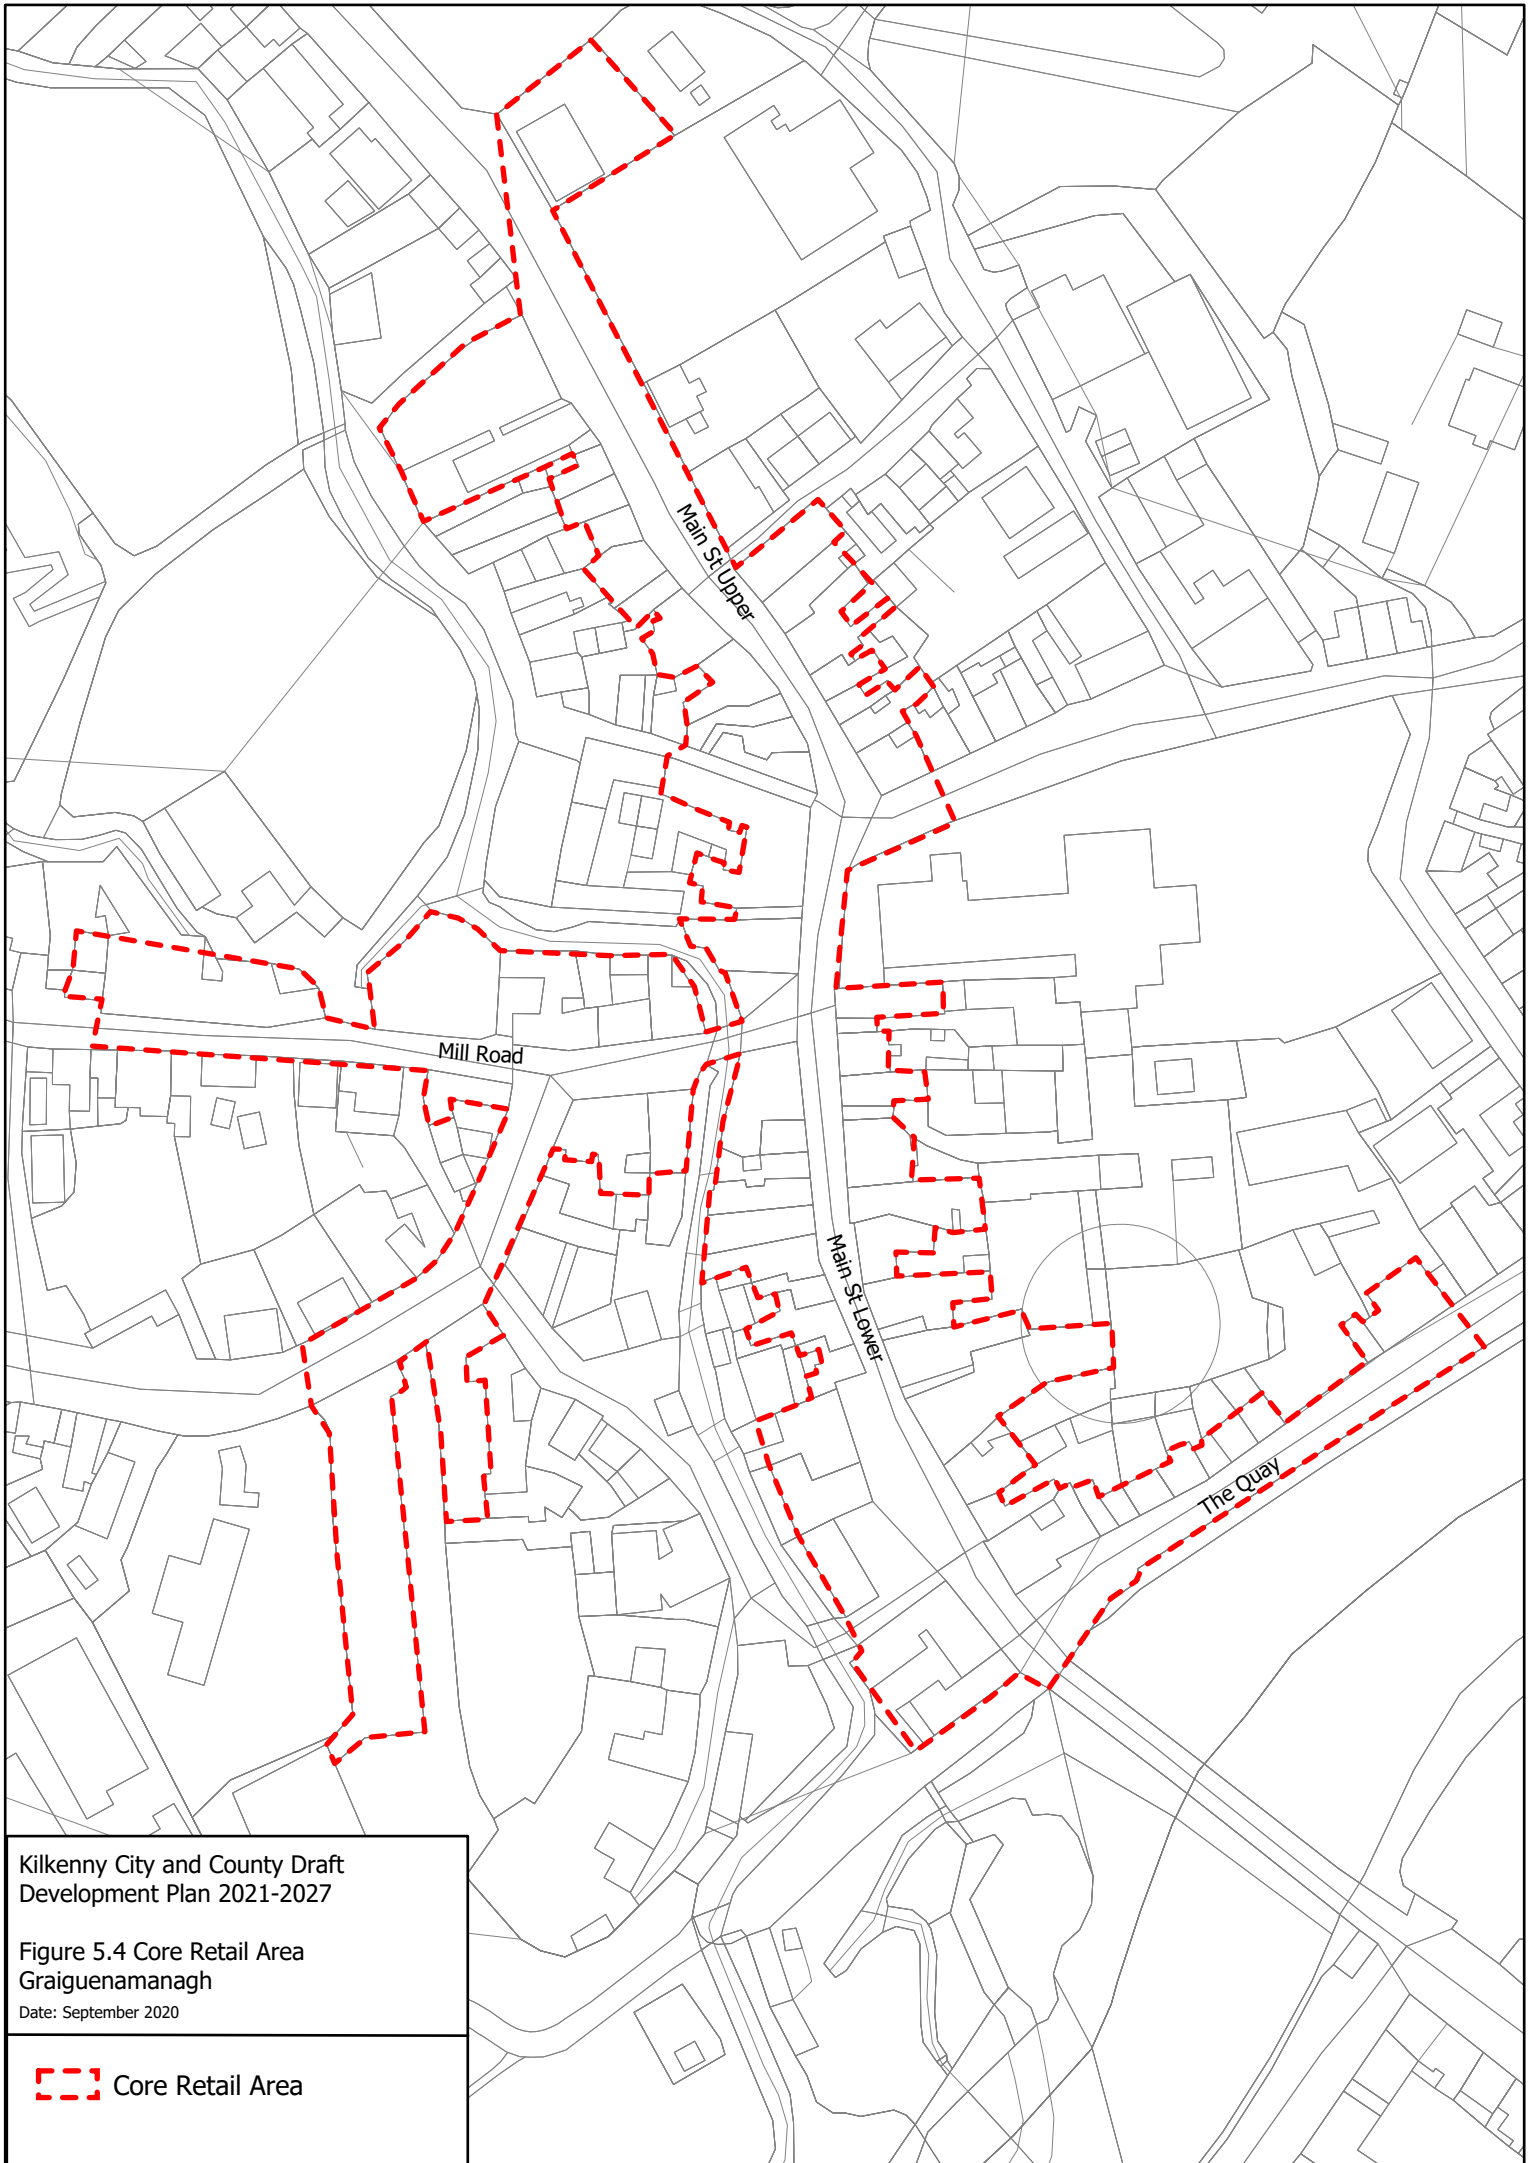 Main St Upper
Mill Road
Main St Lower
The Quay
Kilkenny City and County Draft
Development Plan 2021-2027
Figure 5.4 Core Retail Area
Graiguenamanagh
Date: September 2020
Core Retail Area